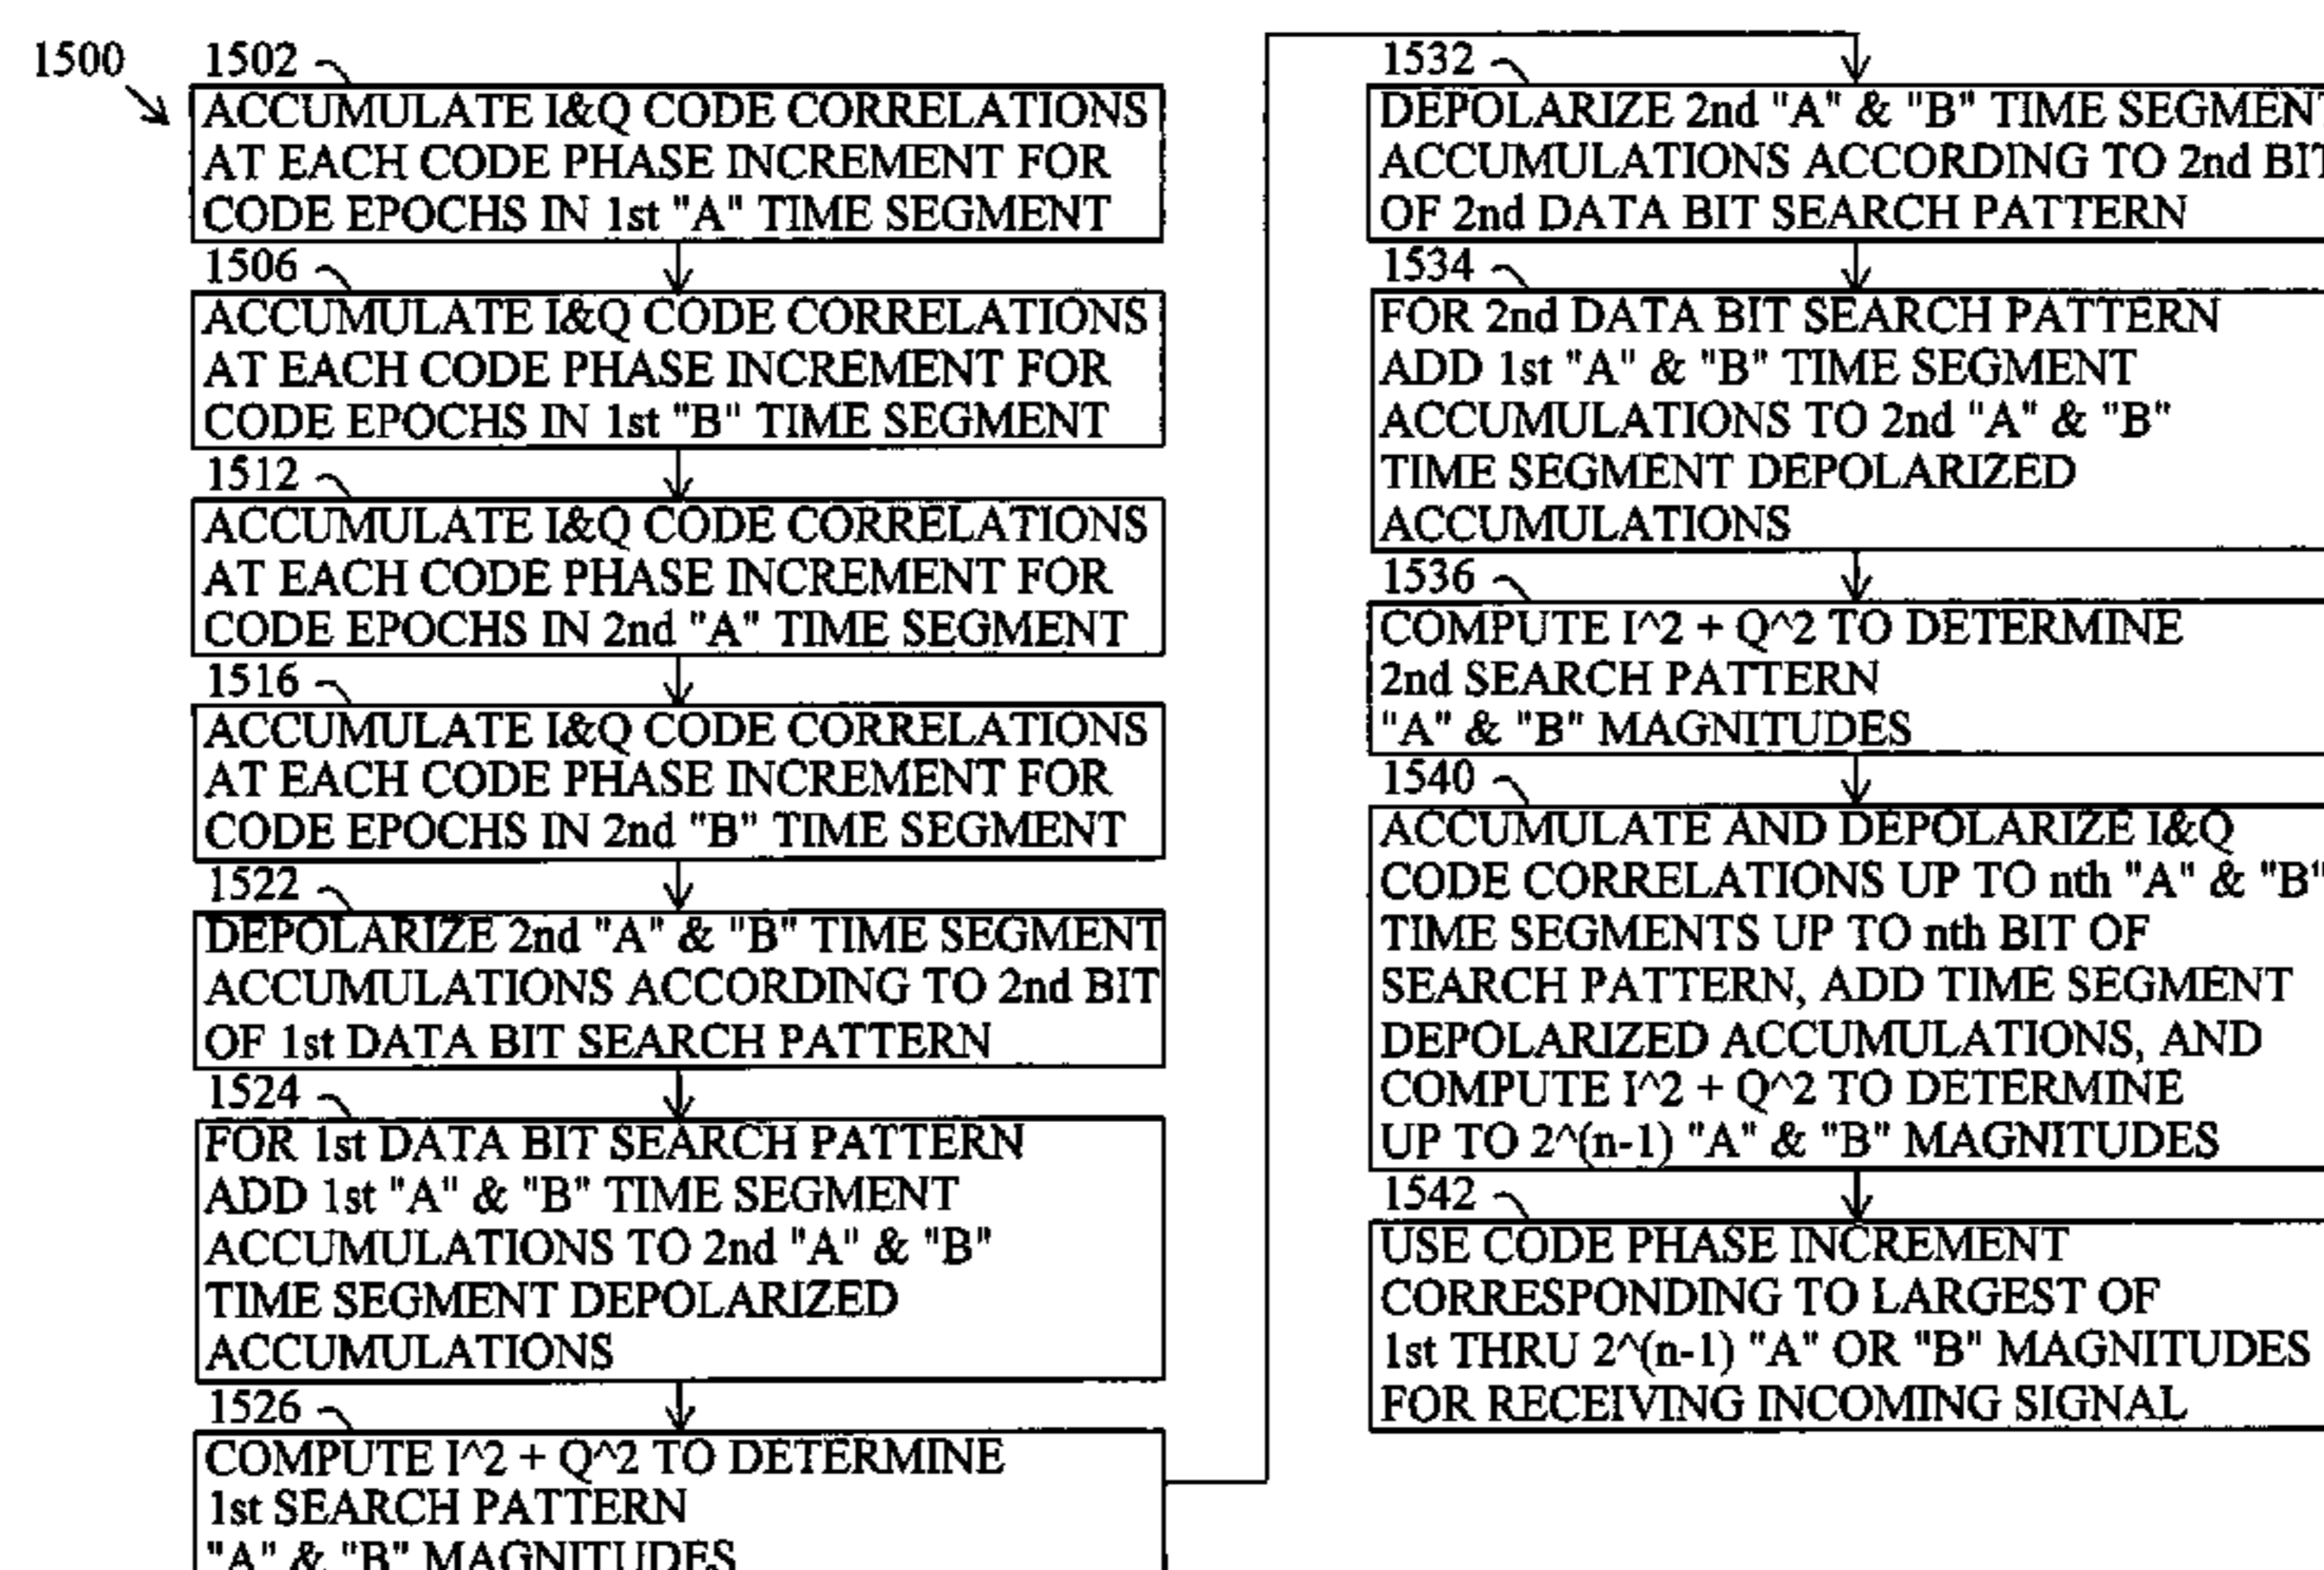 1500
1502
ACCUMULATE I&Q CODE CORRELATIONS
AT EACH CODE PHASE INCREMENT FOR
CODE EPOCHS IN 1st "A" TIME SEGMENT
1506
ACCUMULATE I&Q CODE CORRELATIONS
AT EACH CODE PHASE INCREMENT FOR
CODE EPOCHS IN 1st "B" TIME SEGMENT
1512
ACCUMULATE I&Q CODE CORRELATIONS
AT EACH CODE PHASE INCREMENT FOR
CODE EPOCHS IN 2nd "A" TIME SEGMENT
1516
ACCUMULATE I&Q CODE CORRELATIONS
AT EACH CODE PHASE INCREMENT FOR
CODE EPOCHS IN 2nd "B" TIME SEGMENT
1522
DEPOLARIZE 2nd "A" & "B" TIME SEGMENT
ACCUMULATIONS ACCORDING TO 2nd BIT
OF 1st DATA BIT SEARCH PATTERN
1524
FOR 1st DATA BIT SEARCH PATTERN
ADD 1st "A" & "B" TIME SEGMENT
ACCUMULATIONS TO 2nd "A" & "B"
TIME SEGMENT DEPOLARIZED
ACCUMULATIONS
1526
COMPUTE I^2 + Q^2 TO DETERMINE
1st SEARCH PATTERN
"A" & "B" MAGNITUDES
1532
DEPOLARIZE 2nd "A" & "B" TIME SEGMENT
ACCUMULATIONS ACCORDING TO 2nd BIT
OF 2nd DATA BIT SEARCH PATTERN
1534
FOR 2nd DATA BIT SEARCH PATTERN
ADD 1st "A" & "B" TIME SEGMENT
ACCUMULATIONS TO 2nd "A" & "B"
TIME SEGMENT DEPOLARIZED
ACCUMULATIONS
1536
COMPUTE I^2 + Q^2 TO DETERMINE
2nd SEARCH PATTERN
"A" & "B" MAGNITUDES
1540
ACCUMULATE AND DEPOLARIZE I&Q
CODE CORRELATIONS UP TO nth "A" & "B"
TIME SEGMENTS UP TO nth BIT OF
SEARCH PATTERN, ADD TIME SEGMENT
DEPOLARIZED ACCUMULATIONS, AND
COMPUTE I^2 + Q^2 TO DETERMINE
UP TO 2^(n-1) "A" & "B" MAGNITUDES
1542
USE CODE PHASE INCREMENT
CORRESPONDING TO LARGEST OF
1st THRU 2^(n-1) "A" OR "B" MAGNITUDES
FOR RECEIVING INCOMING SIGNAL